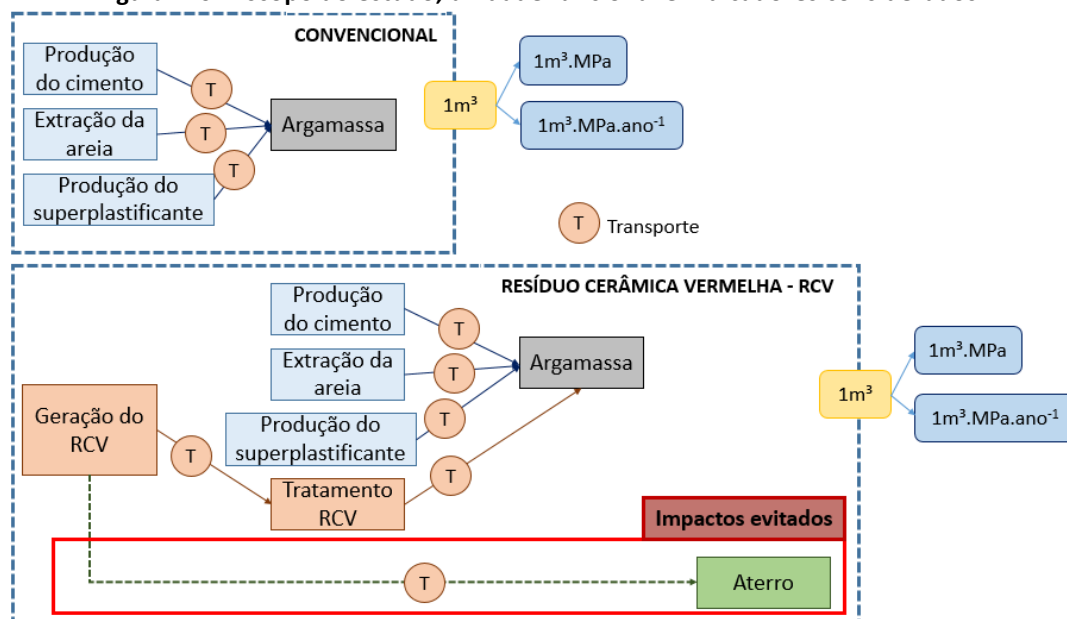 CONVENCIONAL
Produção
do cimento
T
Extração da
areia
T
Produção do
superplastificante
T
Argamassa
1m³
1m³.MPa
1m³.MPa.ano⁻¹
T
Transporte
RESÍDUO CERÂMICA VERMELHA - RCV
Produção
do cimento
T
Extração da
areia
T
Produção do
superplastificante
T
Argamassa
Geração do
RCV
T
Tratamento
RCV
T
1m³
1m³.MPa
1m³.MPa.ano⁻¹
Impactos evitados
T
Aterro